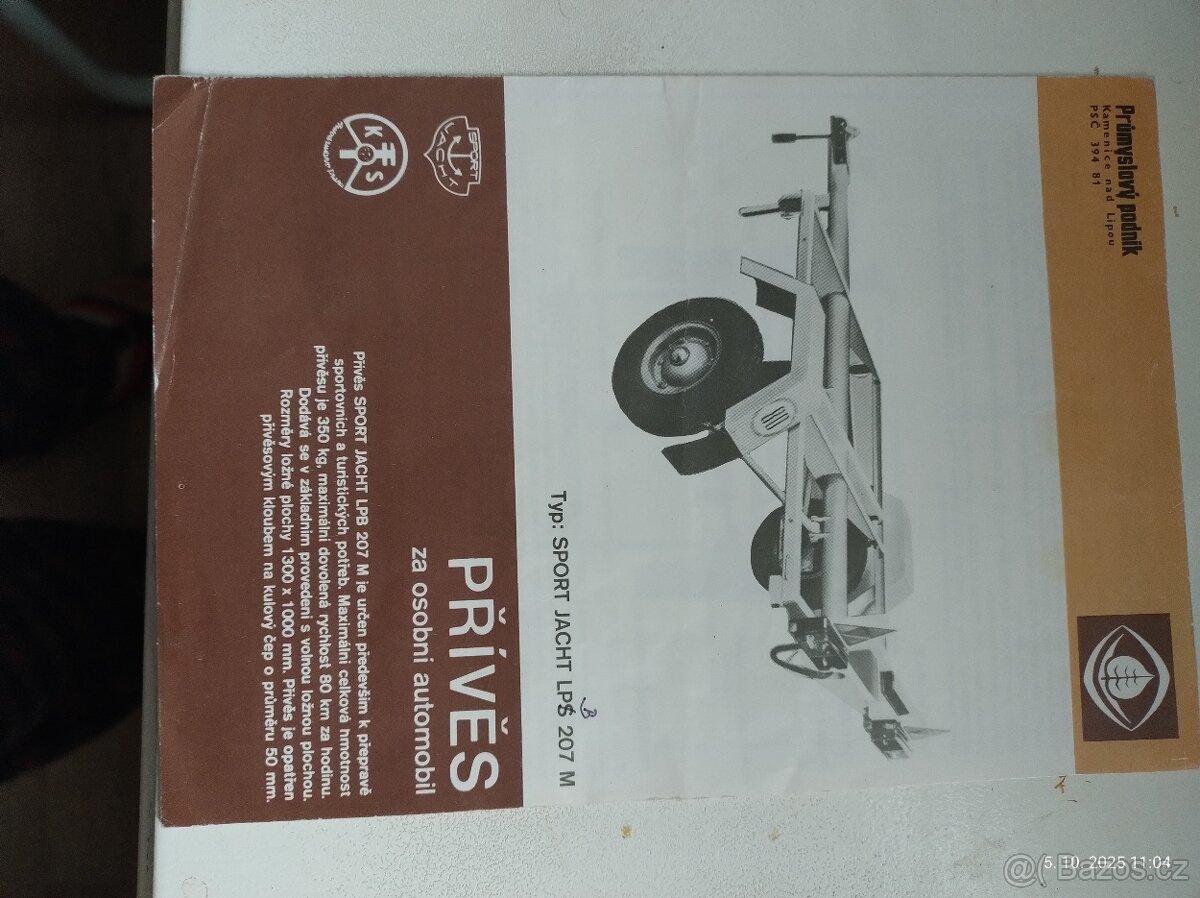 Průmyslový podnik
Kamenice nad Lipou
PSČ 394 81
80
Typ: SPORT JACHT LPŠ 207 M
B
PŘÍVĚS
za osobní automobil
SPORT
JACHT
K S
Přívěs SPORT JACHT LPB 207 M je určen především k přepravě
sportovních a turistických potřeb. Maximální celková hmotnost
přívěsu je 350 kg, maximální dovolená rychlost 80 km za hodinu.
Dodává se v základním provedení s volnou ložnou plochou.
Rozměry ložné plochy 1300 x 1000 mm. Přívěs je opatřen
přívěsovým kloubem na kulový čep o průměru 50 mm.
5. 10. 2025 11:04
@( Bazoš.cz